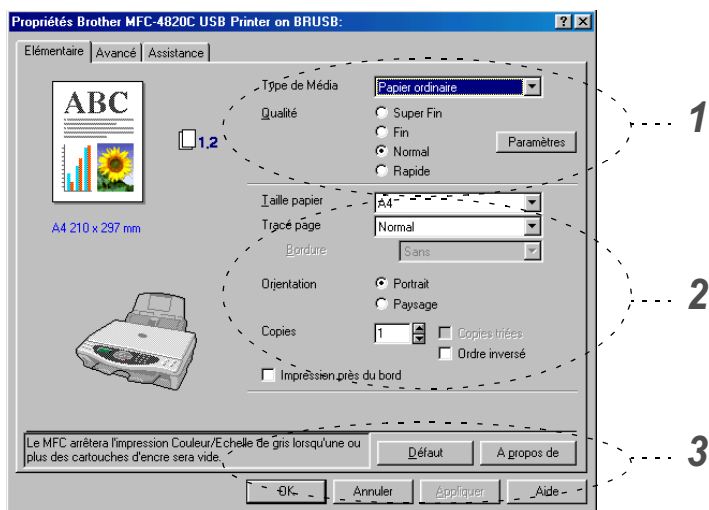 Propriétés Brother MFC-4820C USB Printer on BRUSB:
Elémentaire Avancé Assistance
ABC
1.2
A4 210 x 297 mm
Type de Média Papier ordinaire
Qualité Super Fin
Fin
Normal
Rapide
Paramètres
1
Taille papier A4
Tracé page Normal
Bordure Sans
Orientation Portrait
Paysage
Copies 1 Copies triées
Ordre inversé
Impression près du bord
2
Le MFC arrêtera l'impression Couleur/Echelle de gris lorsqu'une ou
plus des cartouches d'encre sera vide.
Défaut A propos de
3
OK Annuler Appliquer Aide